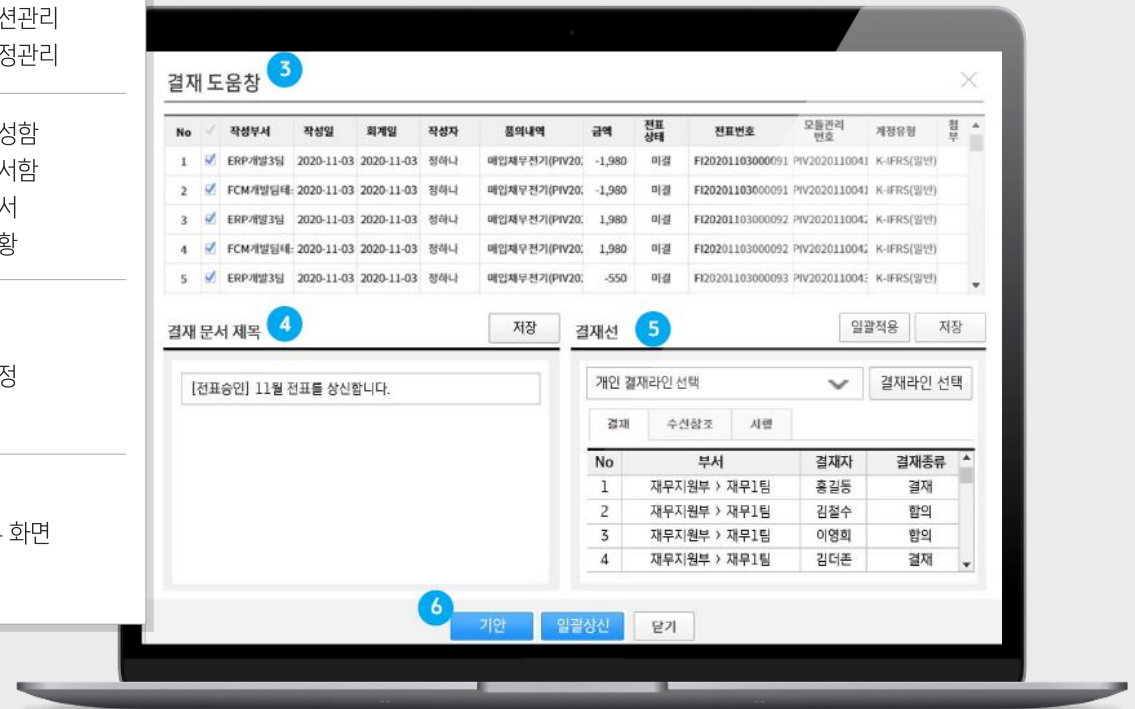 션관리
정관리
성함
서함
서
황
정
화면
결재 도움창 3
No 작성부서 작성일 회계일 작성자 품의내역 금액 전표상태 전표번호 모듈관리번호 계정유형 첨부
1 ERP개발3팀 2020-11-03 2020-11-03 정하나 매입채무전기(PIV20 -1,980 미결 FI20201103000091 PIV2020110041 K-IFRS(일반)
2 FCM개발팀테 2020-11-03 2020-11-03 정하나 매입채무전기(PIV20 -1,980 미결 FI20201103000091 PIV2020110041 K-IFRS(일반)
3 ERP개발3팀 2020-11-03 2020-11-03 정하나 매입채무전기(PIV20 1,980 미결 FI20201103000092 PIV2020110042 K-IFRS(일반)
4 FCM개발팀테 2020-11-03 2020-11-03 정하나 매입채무전기(PIV20 1,980 미결 FI20201103000092 PIV2020110042 K-IFRS(일반)
5 ERP개발3팀 2020-11-03 2020-11-03 정하나 매입채무전기(PIV20 -550 미결 FI20201103000093 PIV202011004 K-IFRS(일반)
결재 문서 제목 4 저장
[전표승인] 11월 전표를 상신합니다.
결재선 5 일괄적용 저장
개인 결재라인 선택 결재라인 선택
결재 수신참조 시행
No 부서 결재자 결재종류
1 재무지원부 > 재무1팀 홍길동 결재
2 재무지원부 > 재무1팀 김철수 합의
3 재무지원부 > 재무1팀 이영희 합의
4 재무지원부 > 재무1팀 김더존 결재
6 기안 일괄상신 닫기